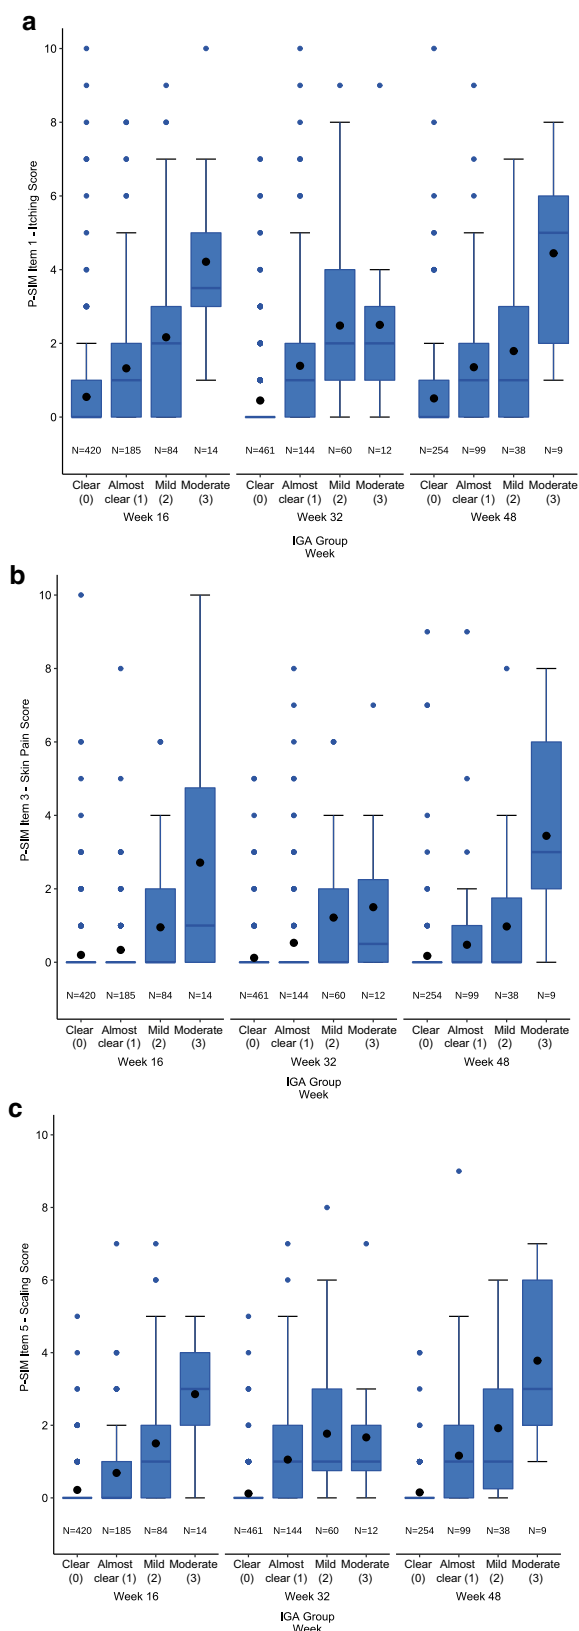 a
10
8
6
4
2
0
P-SIM Item 1 - Itching Score
N=420 N=185 N=84 N=14 N=461 N=144 N=60 N=12 N=254 N=99 N=38 N=9
Clear Almost Mild Moderate Clear Almost Mild Moderate Clear Almost Mild Moderate
(0) clear (1) (2) (3) (0) clear (1) (2) (3) (0) clear (1) (2) (3)
Week 16 Week 32 Week 48
IGA Group
Week
b
10
8
6
4
2
0
P-SIM Item 3 - Skin Pain Score
N=420 N=185 N=84 N=14 N=461 N=144 N=60 N=12 N=254 N=99 N=38 N=9
Clear Almost Mild Moderate Clear Almost Mild Moderate Clear Almost Mild Moderate
(0) clear (1) (2) (3) (0) clear (1) (2) (3) (0) clear (1) (2) (3)
Week 16 Week 32 Week 48
IGA Group
Week
c
10
8
6
4
2
0
P-SIM Item 5 - Scaling Score
N=420 N=185 N=84 N=14 N=461 N=144 N=60 N=12 N=254 N=99 N=38 N=9
Clear Almost Mild Moderate Clear Almost Mild Moderate Clear Almost Mild Moderate
(0) clear (1) (2) (3) (0) clear (1) (2) (3) (0) clear (1) (2) (3)
Week 16 Week 32 Week 48
IGA Group
Week